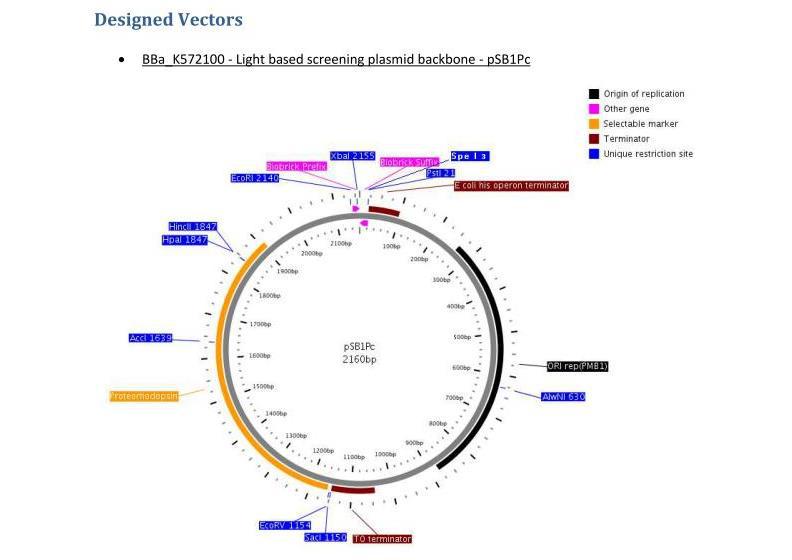 Designed Vectors
• BBa_K572100 - Light based screening plasmid backbone - pSB1Pc
Origin of replication
Other gene
Selectable marker
Terminator
Unique restriction site
XbaI 2155
Spe I 3
Biobrick Prefix
Biobrick Suffix
EcoRI 2140
PstI 21
E coli his operon terminator
HincII 1847
HpaI 1847
2100bp
100bp
2000bp
200bp
1900bp
300bp
1800bp
400bp
1700bp
500bp
AccI 1639
pSB1Pc
2160bp
1600bp
600bp
ORI rep(PMB1)
1500bp
700bp
Proteorhodopsin
AlwNI 630
1400bp
800bp
1300bp
900bp
1200bp
1100bp
1000bp
EcoRV 1154
SacI 1150
T0 terminator